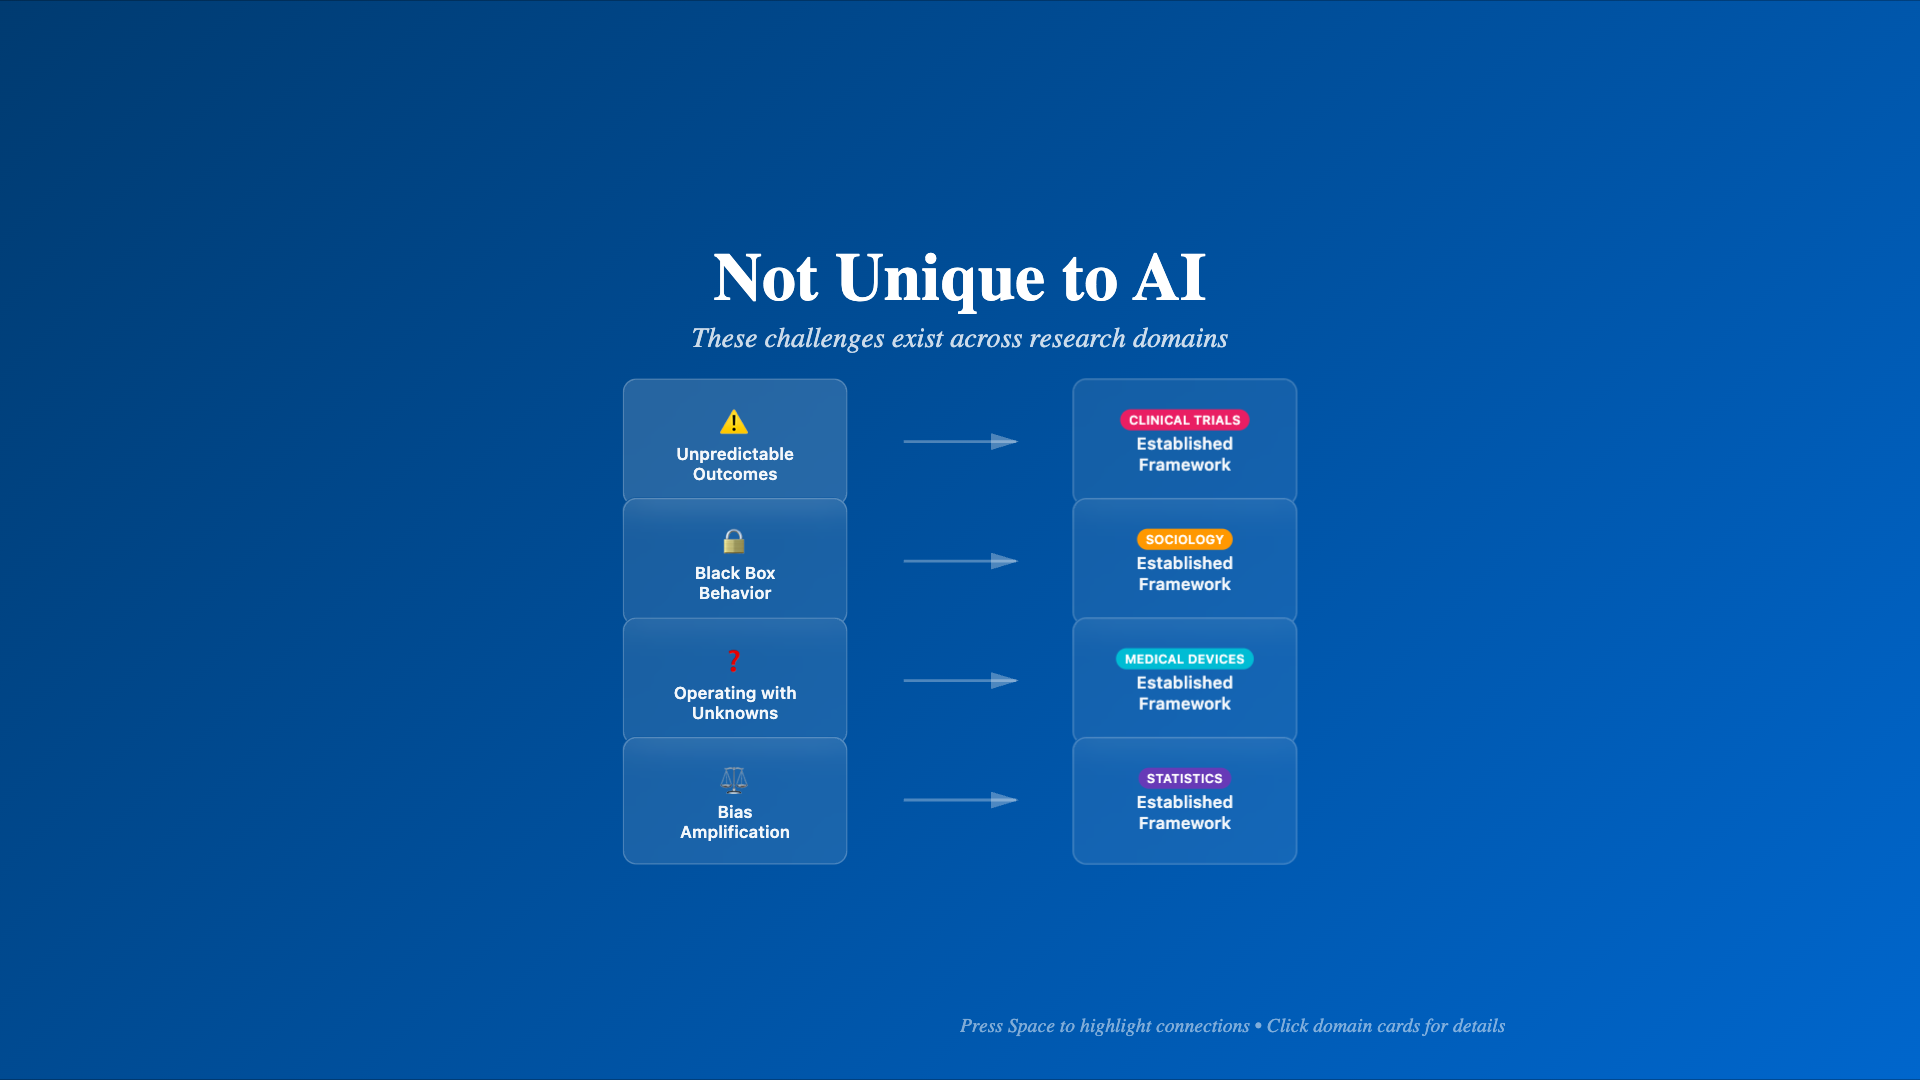 Not Unique to AI
These challenges exist across research domains
Unpredictable
Outcomes
CLINICAL TRIALS
Established
Framework
Black Box
Behavior
SOCIOLOGY
Established
Framework
Operating with
Unknowns
MEDICAL DEVICES
Established
Framework
Bias
Amplification
STATISTICS
Established
Framework
Press Space to highlight connections • Click domain cards for details